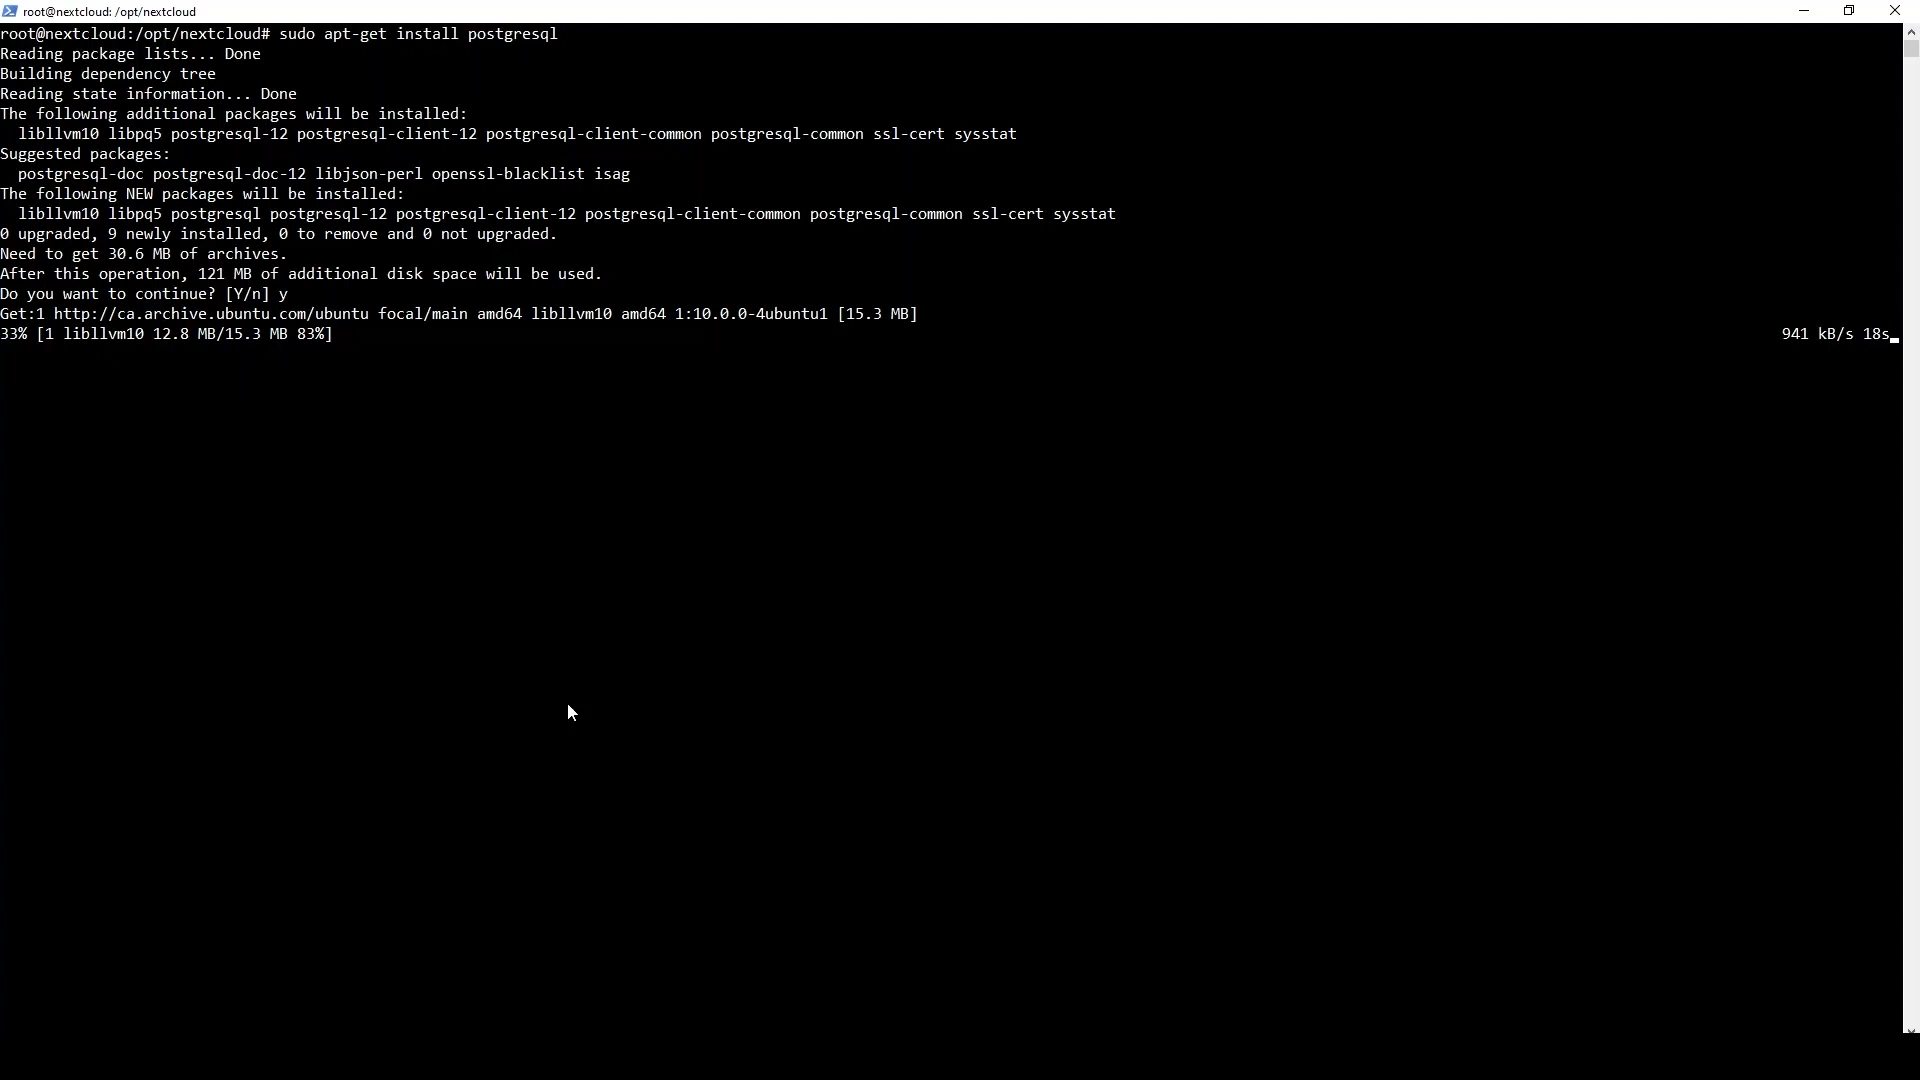 root@nextcloud: /opt/nextcloud
root@nextcloud:/opt/nextcloud# sudo apt-get install postgresql
Reading package lists... Done
Building dependency tree
Reading state information... Done
The following additional packages will be installed:
  libllvm10 libpq5 postgresql-12 postgresql-client-12 postgresql-client-common postgresql-common ssl-cert sysstat
Suggested packages:
  postgresql-doc postgresql-doc-12 libjson-perl openssl-blacklist isag
The following NEW packages will be installed:
  libllvm10 libpq5 postgresql postgresql-12 postgresql-client-12 postgresql-client-common postgresql-common ssl-cert sysstat
0 upgraded, 9 newly installed, 0 to remove and 0 not upgraded.
Need to get 30.6 MB of archives.
After this operation, 121 MB of additional disk space will be used.
Do you want to continue? [Y/n] y
Get:1 http://ca.archive.ubuntu.com/ubuntu focal/main amd64 libllvm10 amd64 1:10.0.0-4ubuntu1 [15.3 MB]
33% [1 libllvm10 12.8 MB/15.3 MB 83%] 941 kB/s 18s